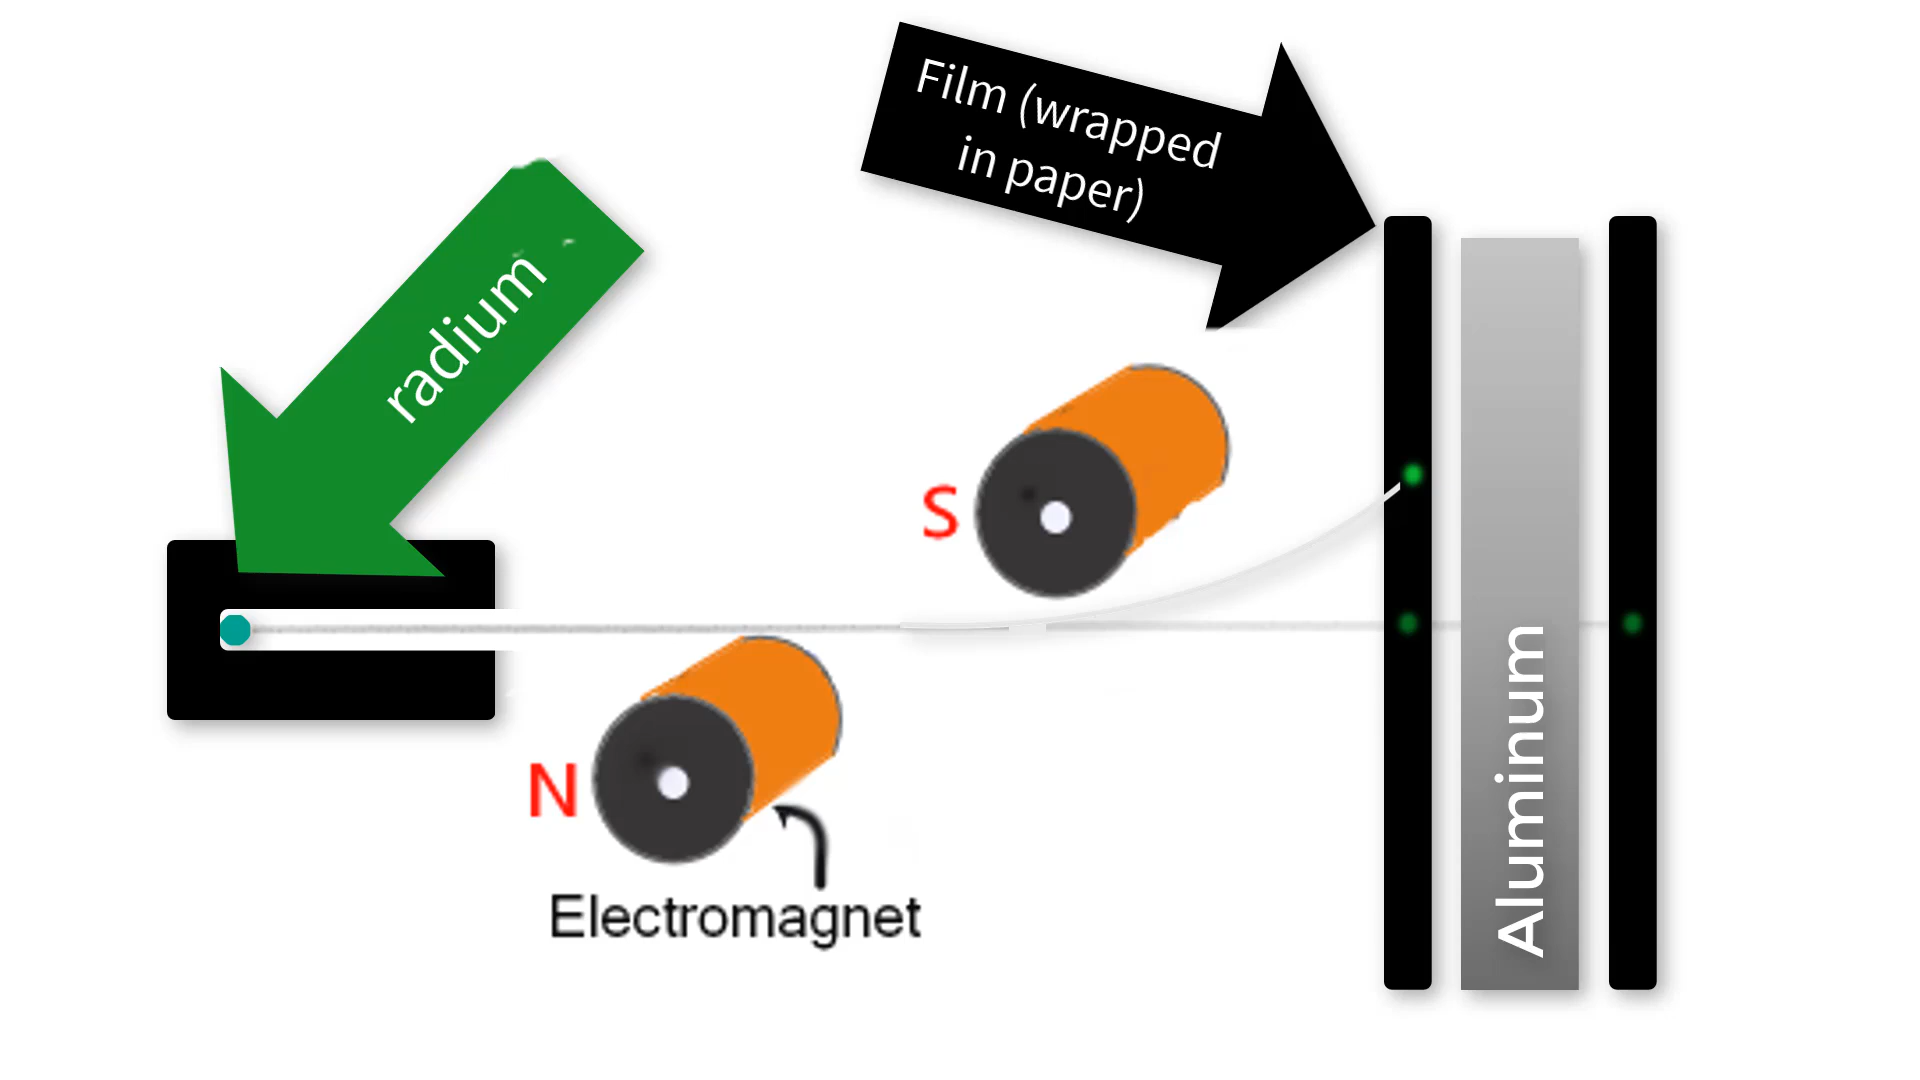 Film (wrapped
in paper)
radium
S
N
Electromagnet
Aluminum